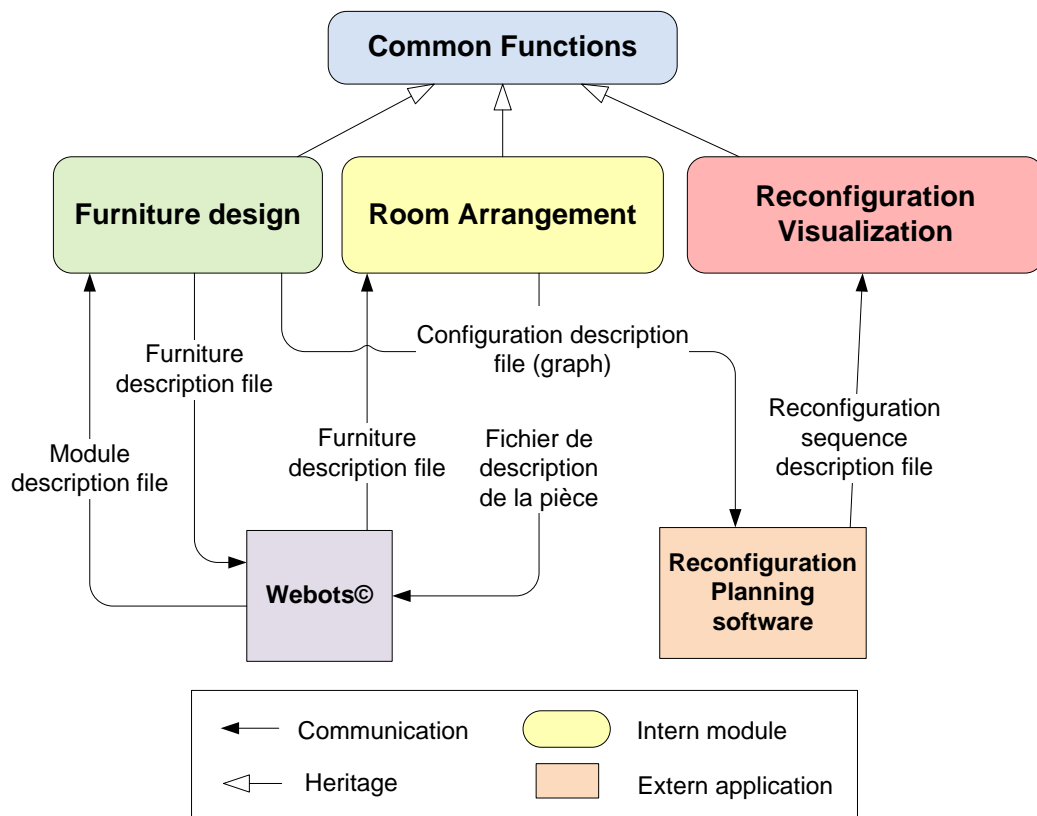 Common Functions
Furniture design
Room Arrangement
Reconfiguration
Visualization
Configuration description
file (graph)
Furniture
description file
Reconfiguration
sequence
description file
Module
description file
Furniture
description file
Fichier de
description
de la pièce
Webots©
Reconfiguration
Planning
software
Communication
Intern module
Heritage
Extern application